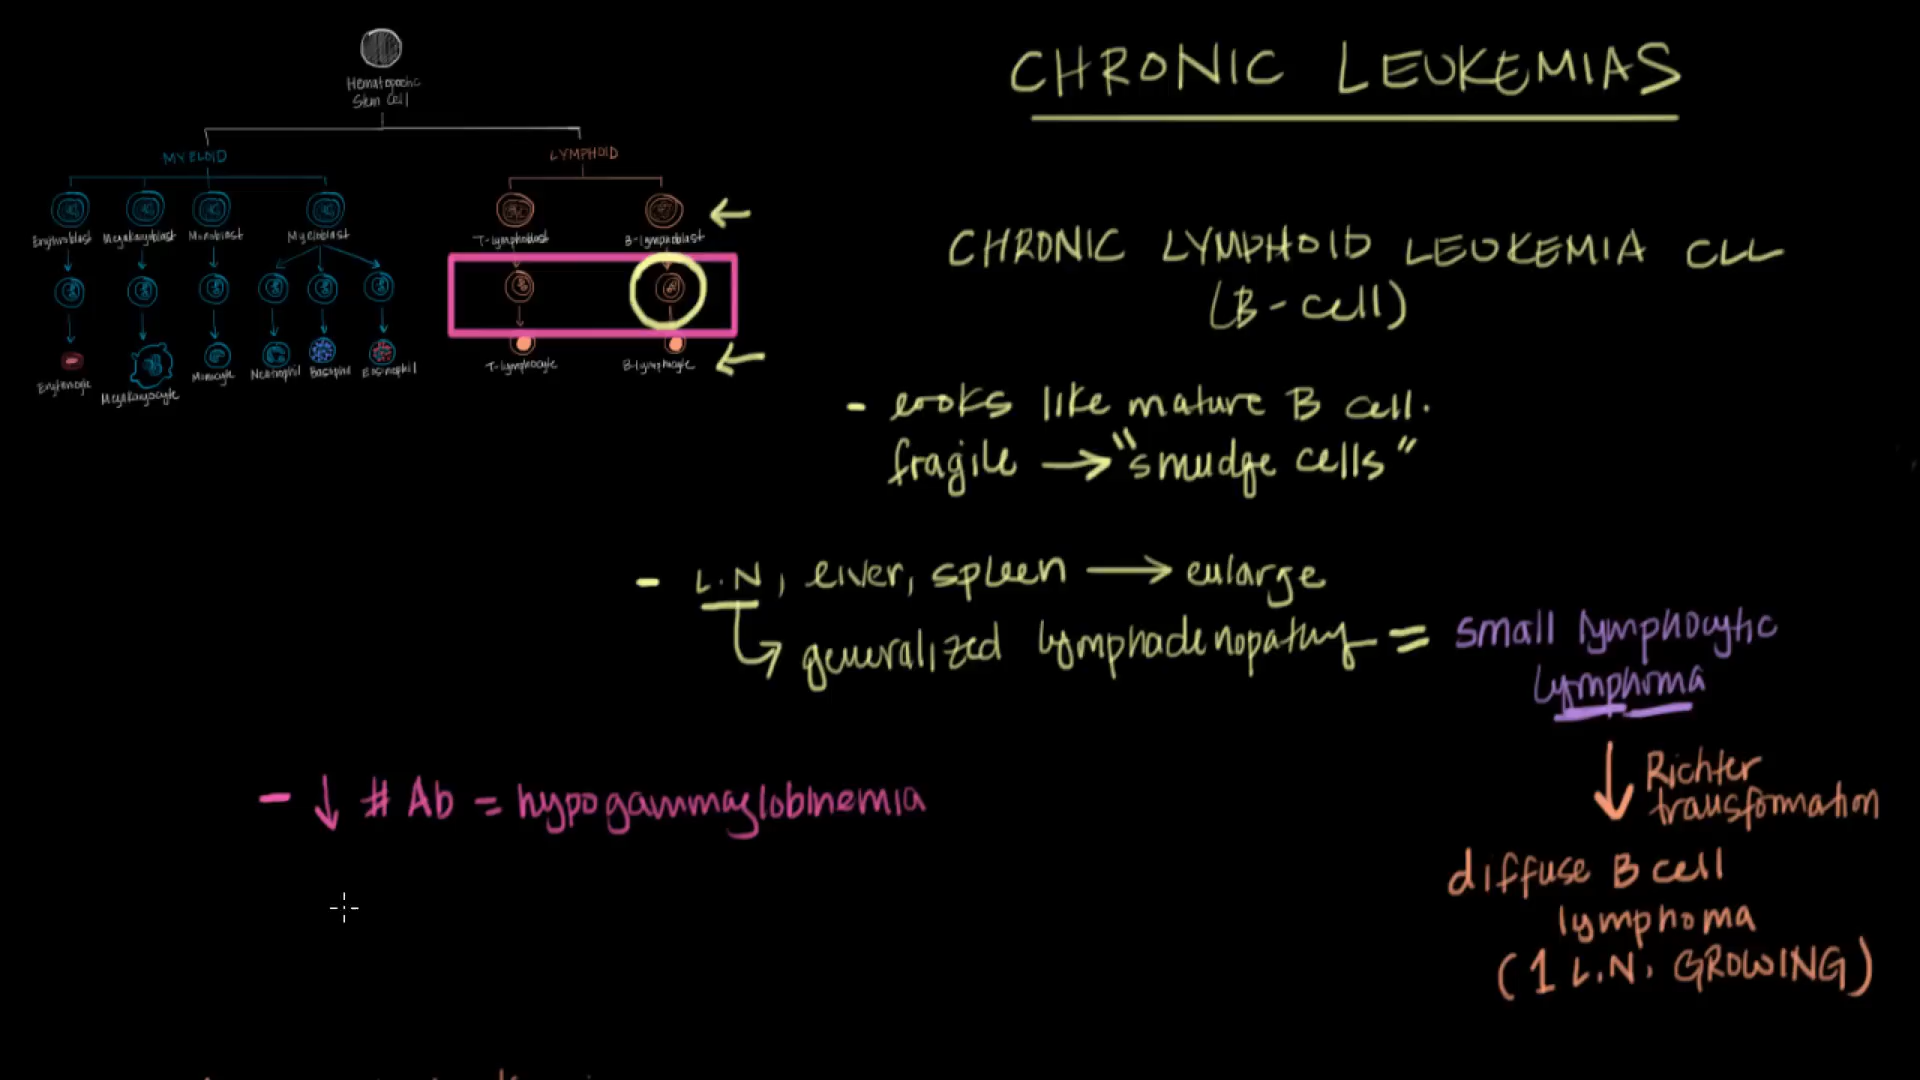 Hematopoetic
Stem Cell
MYELOID
LYMPHOID
Erythroblast Megakaryoblast Monoblast Myeloblast T-lymphoblast B-lymphoblast
Erythrocyte Megakaryocyte Monocyte Neutrophil Basophil Eosinophil T-lymphocyte B-lymphocyte
CHRONIC LEUKEMIAS
CHRONIC LYMPHOID LEUKEMIA CLL
(B-cell)
- looks like mature B cell.
fragile → "smudge cells"
- L.N, liver, spleen → enlarge
↳ generalized lymphadenopathy = small lymphocytic
lymphoma
↓ Richter
transformation
diffuse B cell
lymphoma
(1 L.N. GROWING)
- ↓ # Ab = hypogammaglobinemia